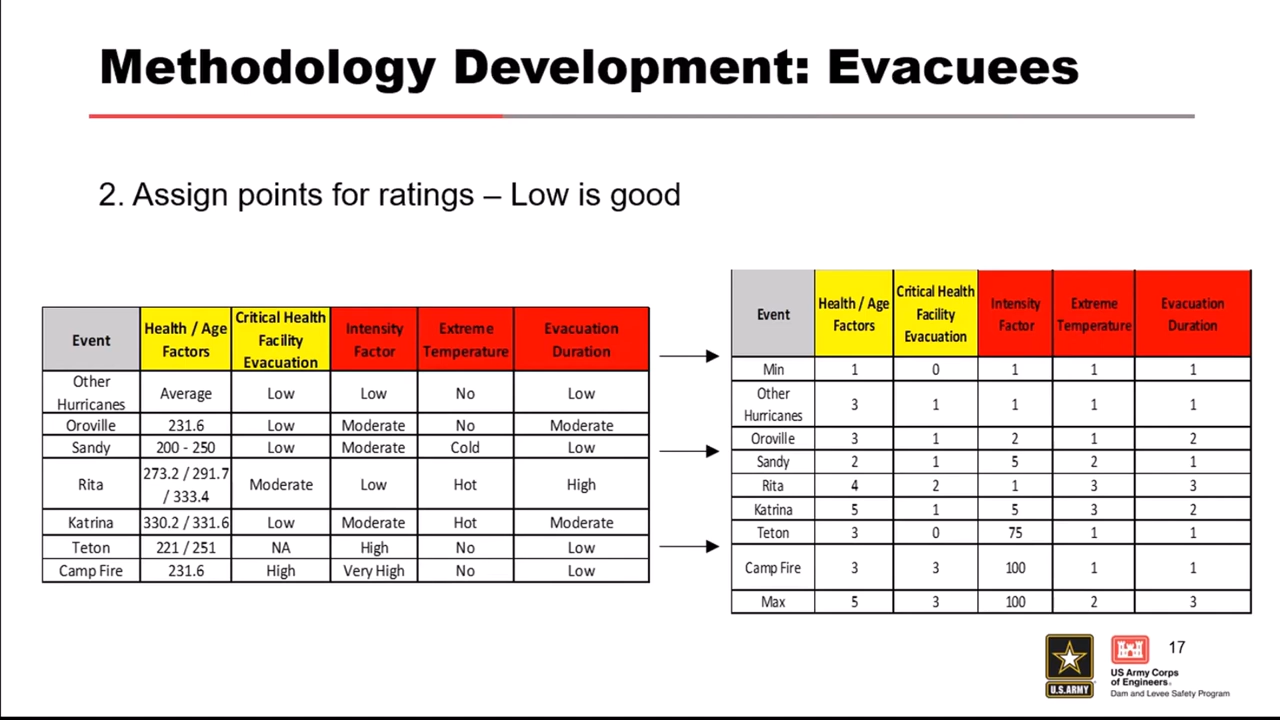 Methodology Development: Evacuees
2. Assign points for ratings – Low is good
Event Health / Age Factors Critical Health Facility Evacuation Intensity Factor Extreme Temperature Evacuation Duration
Other Hurricanes Average Low Low No Low
Oroville 231.6 Low Moderate No Moderate
Sandy 200 - 250 Low Moderate Cold Low
Rita 273.2 / 291.7 / 333.4 Moderate Low Hot High
Katrina 330.2 / 331.6 Low Moderate Hot Moderate
Teton 221 / 251 NA High No Low
Camp Fire 231.6 High Very High No Low
Event Health / Age Factors Critical Health Facility Evacuation Intensity Factor Extreme Temperature Evacuation Duration
Min 1 0 1 1 1
Other Hurricanes 3 1 1 1 1
Oroville 3 1 2 1 2
Sandy 2 1 5 2 1
Rita 4 2 1 3 3
Katrina 5 1 5 3 2
Teton 3 0 75 1 1
Camp Fire 3 3 100 1 1
Max 5 3 100 2 3
U.S.ARMY
US Army Corps
of Engineers®
Dam and Levee Safety Program
17